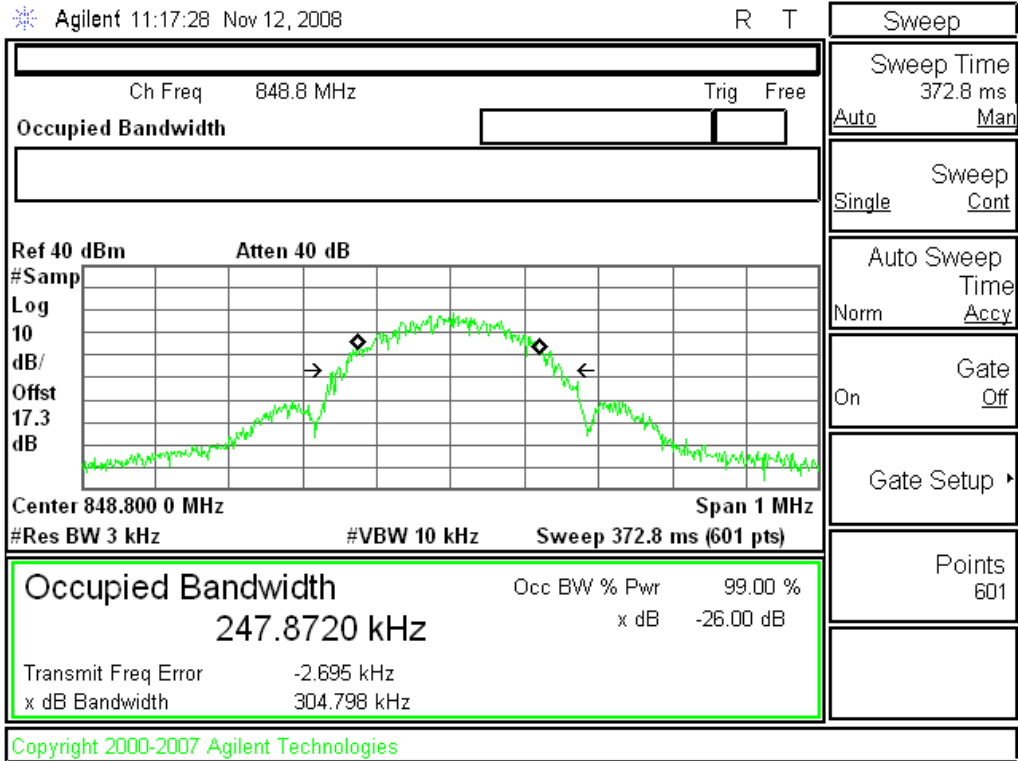 Agilent 11:17:28 Nov 12, 2008 R T
Ch Freq 848.8 MHz Trig Free
Occupied Bandwidth
Ref 40 dBm Atten 40 dB
#Samp
Log
10
dB/
Offst
17.3
dB
Center 848.800 0 MHz Span 1 MHz
#Res BW 3 kHz #VBW 10 kHz Sweep 372.8 ms (601 pts)
Occupied Bandwidth
247.8720 kHz
Occ BW % Pwr 99.00 %
x dB -26.00 dB
Transmit Freq Error -2.695 kHz
x dB Bandwidth 304.798 kHz
Copyright 2000-2007 Agilent Technologies
Sweep
Sweep Time
372.8 ms
Auto Man
Sweep
Single Cont
Auto Sweep
Time
Norm Accy
Gate
On Off
Gate Setup
Points
601